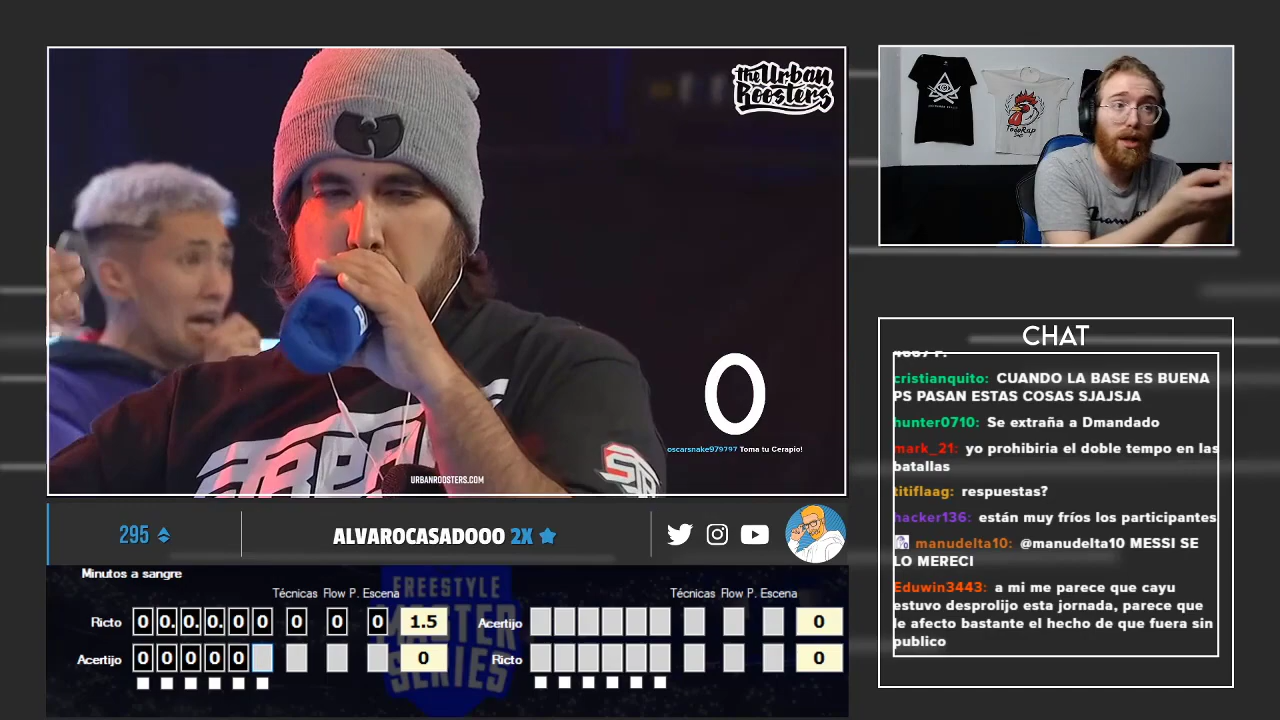 the Urban
Roosters
TodoRap
0
oscarsnake979797 Toma tu Cerapio!
URBANROOSTERS.COM
CHAT
cristianquito: CUANDO LA BASE ES BUENA
PS PASAN ESTAS COSAS SJAJSJA
hunter0710: Se extraña a Dmandado
mark_21: yo prohibiria el doble tempo en las
batallas
titiflaag: respuestas?
hacker136: están muy fríos los participantes
manudelta10: @manudelta10 MESSI SE
LO MERECI
Eduwin3443: a mi me parece que cayu
estuvo desprolijo esta jornada, parece que
le afecto bastante el hecho de que fuera sin
publico
295
ALVAROCASADOOO 2X
Minutos a sangre
FREESTYLE
MASTER
SERIES
Técnicas Flow P. Escena
Ricto 0 0. 0. 0. 0 0 0 0 0 1.5
Acertijo 0 0 0 0 0 0
Técnicas Flow P. Escena
Acertijo 0
Ricto 0